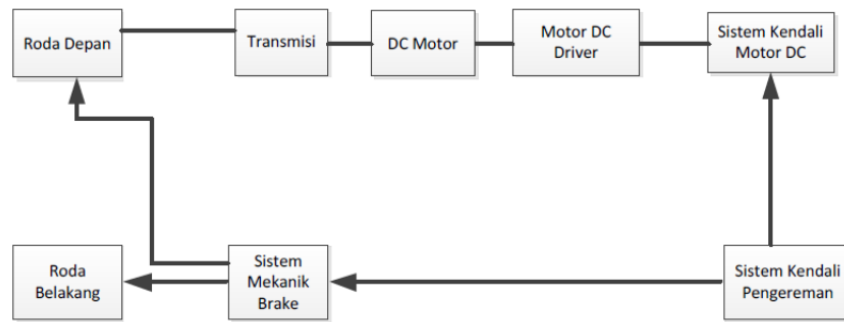 Roda Depan
Transmisi
DC Motor
Motor DC
Driver
Sistem Kendali
Motor DC
Roda
Belakang
Sistem
Mekanik
Brake
Sistem Kendali
Pengereman